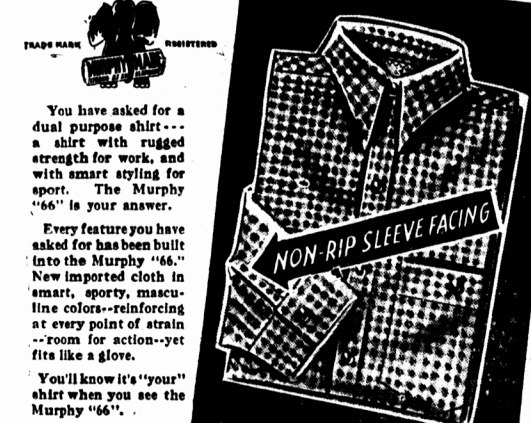 TRADE MARK REGISTERED
MURPHY MADE
You have asked for a
dual purpose shirt---
a shirt with rugged
strength for work, and
with smart styling for
sport. The Murphy
"66" is your answer.
Every feature you have
asked for has been built
into the Murphy "66."
New imported cloth in
smart, sporty, mascu-
line colors--reinforcing
at every point of strain
--room for action--yet
fits like a glove.
You'll know it's "your"
shirt when you see the
Murphy "66".
NON-RIP SLEEVE FACING